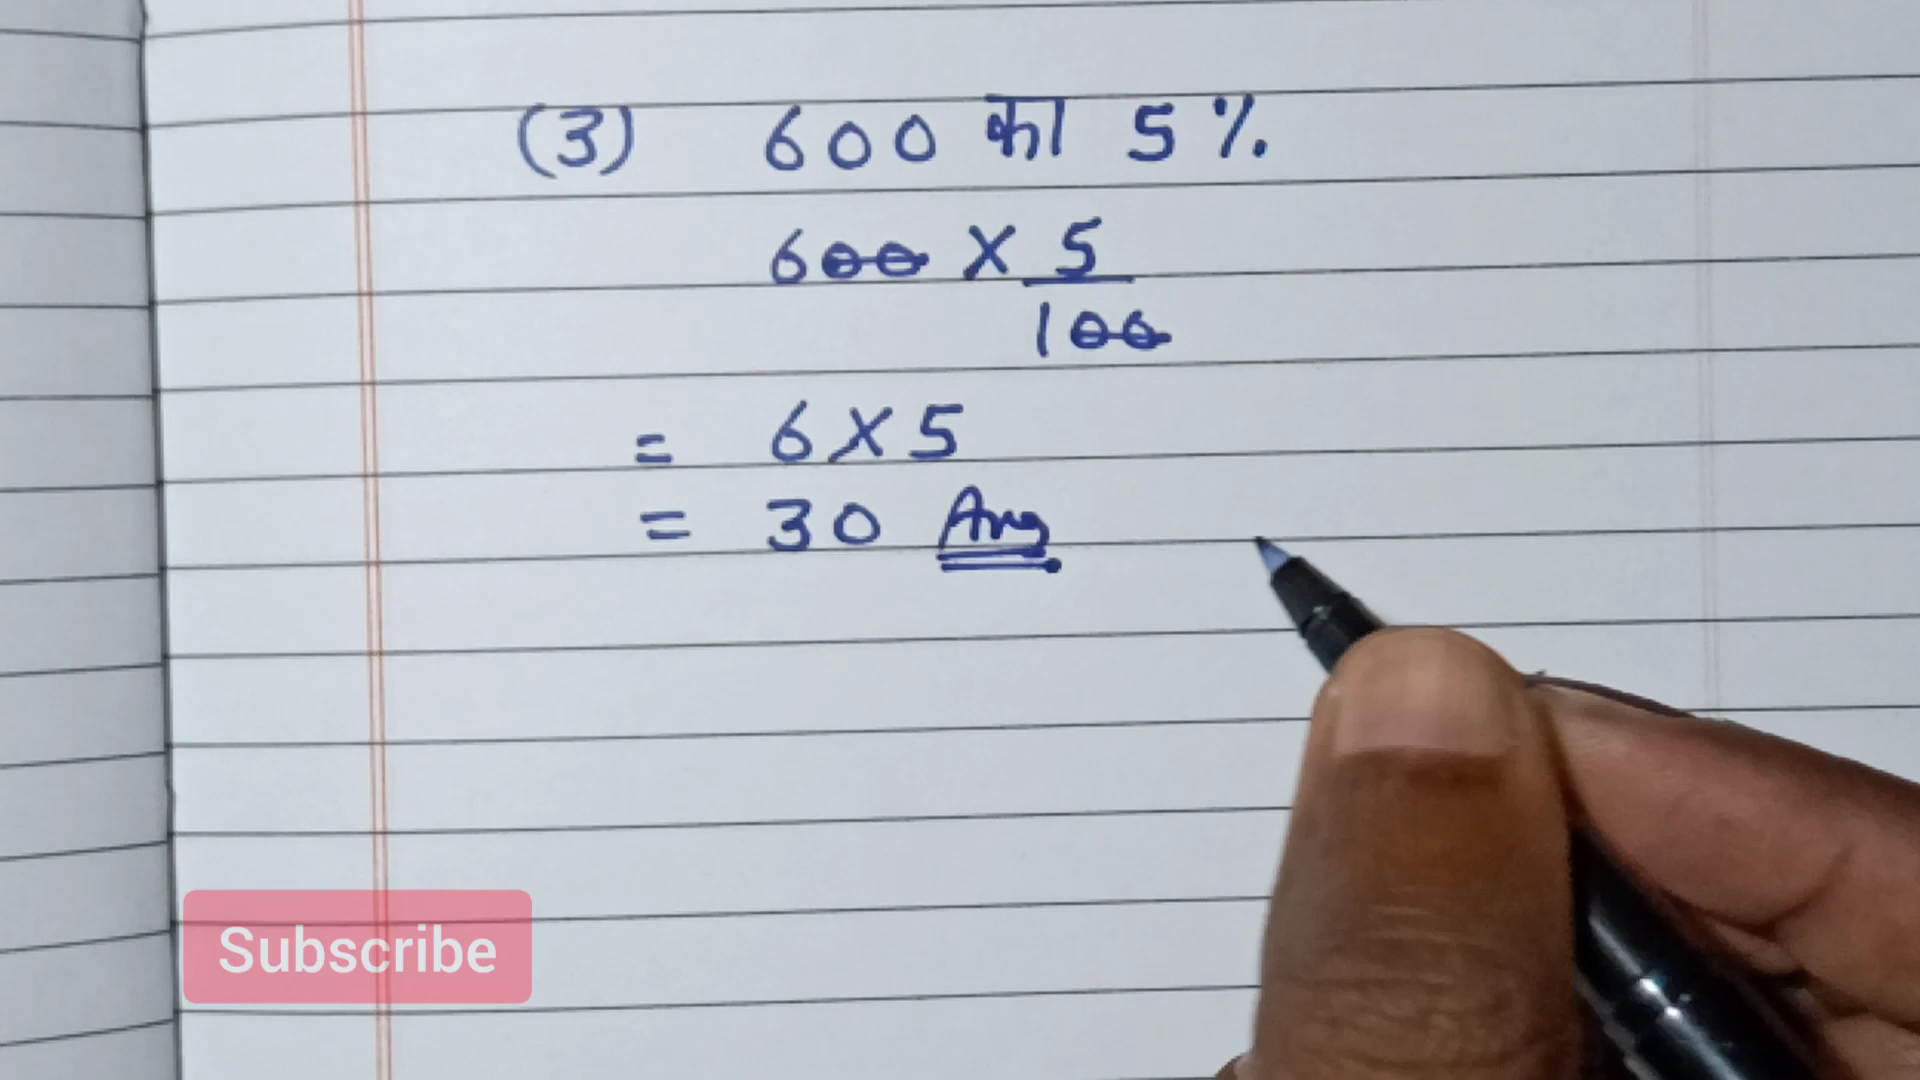 (3) 600 का 5%
600 × 5
100
= 6×5
= 30 Ans
Subscribe